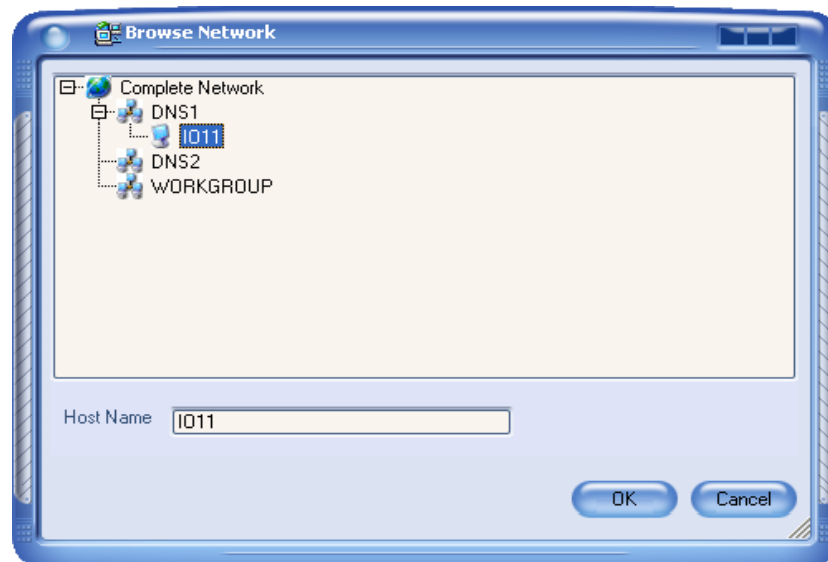 Browse Network
Complete Network
DNS1
IO11
DNS2
WORKGROUP
Host Name IO11
OK Cancel